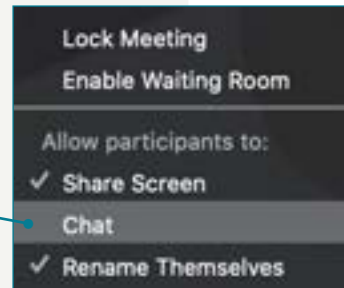 Lock Meeting
Enable Waiting Room
Allow participants to:
✓ Share Screen
Chat
✓ Rename Themselves